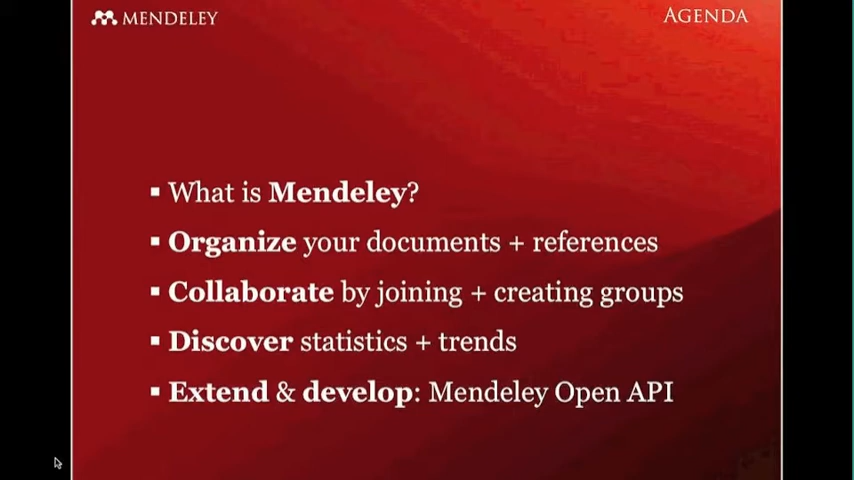 MENDELEY
AGENDA
▪ What is Mendeley?
▪ Organize your documents + references
▪ Collaborate by joining + creating groups
▪ Discover statistics + trends
▪ Extend & develop: Mendeley Open API